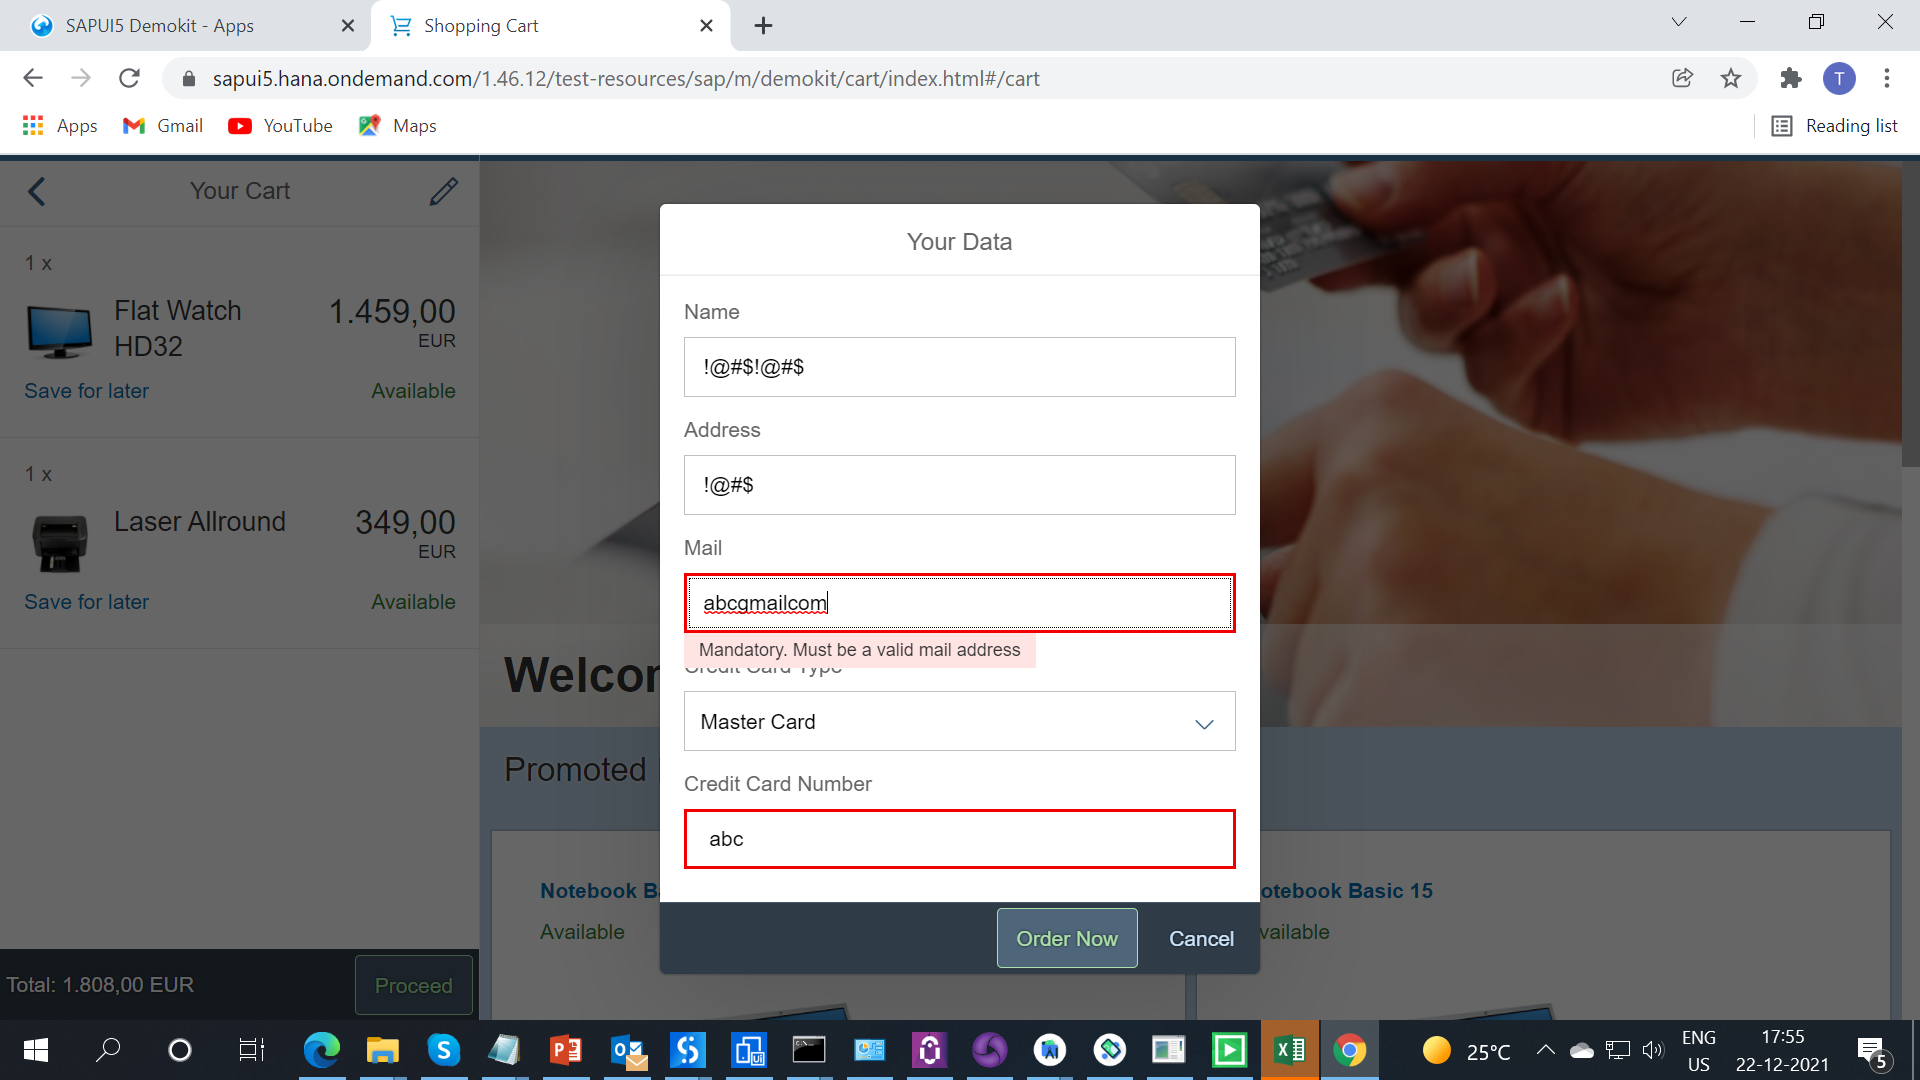 SAPUI5 Demokit - Apps
Shopping Cart
sapui5.hana.ondemand.com/1.46.12/test-resources/sap/m/demokit/cart/index.html#/cart
T
Apps
Gmail
YouTube
Maps
Reading list
Your Cart
1 x
Flat Watch HD32
1.459,00
EUR
Save for later
Available
1 x
Laser Allround
349,00
EUR
Save for later
Available
Total: 1.808,00 EUR
Proceed
Your Data
Name
!@#$!@#$
Address
!@#$
Mail
abcgmailcom
Mandatory. Must be a valid mail address
Credit Card Type
Master Card
Credit Card Number
abc
Order Now
Cancel
Promoted
otebook Basic 15
Available
vailable
25°C
ENG
US
17:55
22-12-2021
5